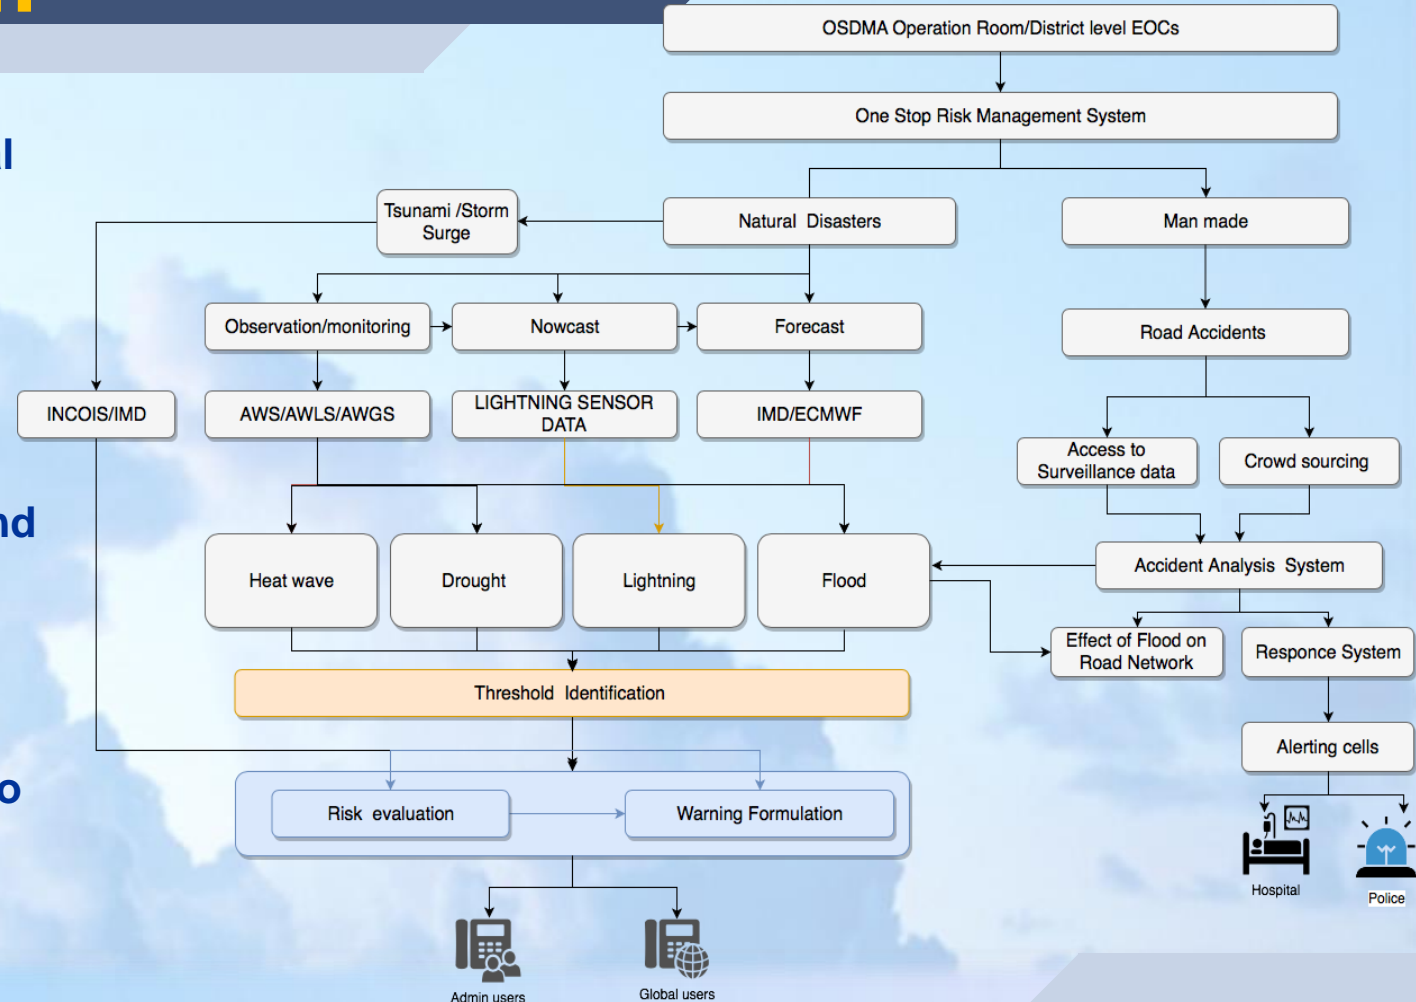 OSDMA Operation Room/District level EOCs
One Stop Risk Management System
al
Tsunami /Storm
Surge
Natural Disasters
Man made
Observation/monitoring
Nowcast
Forecast
Road Accidents
INCOIS/IMD
AWS/AWLS/AWGS
LIGHTNING SENSOR
DATA
IMD/ECMWF
Access to
Surveillance data
Crowd sourcing
nd
Heat wave
Drought
Lightning
Flood
Accident Analysis System
Effect of Flood on
Road Network
Responce System
Threshold Identification
Alerting cells
o
Risk evaluation
Warning Formulation
Hospital
Police
Admin users
Global users